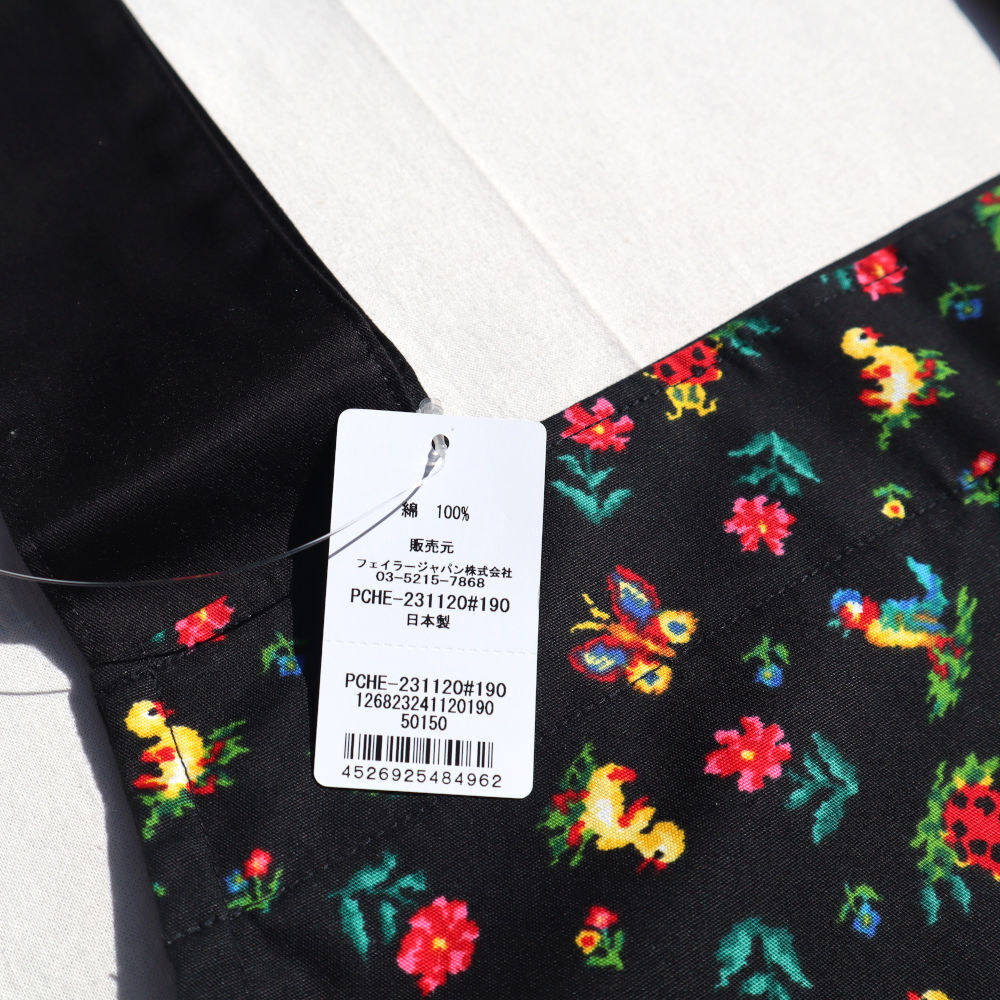 綿 100%
販売元
フェイラージャパン株式会社
03-5215-7868
PCHE-231120#190
日本製
PCHE-231120#190
126823241120190
50150
4526925484962